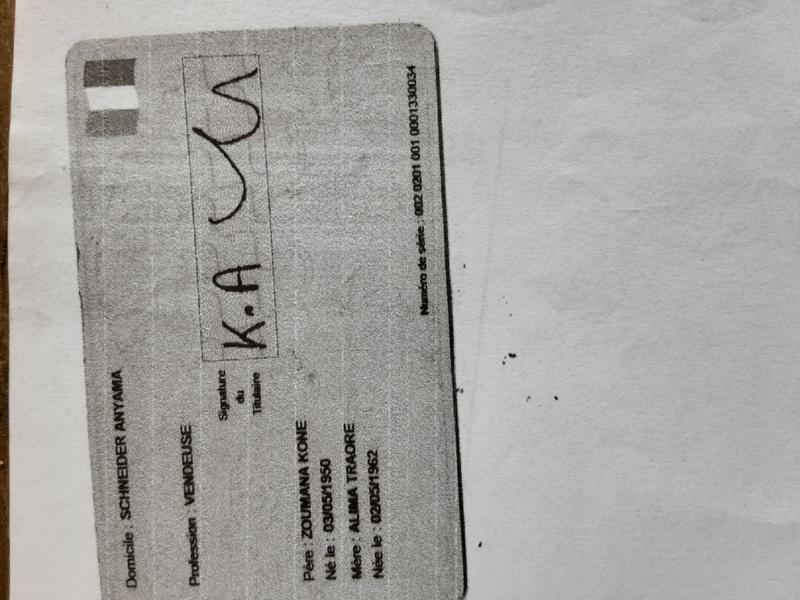 Domicile : SCHNEIDER ANYAMA
Profession : VENDEUSE
Signature
du
Titulaire
K.A
Père : ZOUMANA KONE
Né le : 03/05/1950
Mère : ALIMA TRAORE
Née le : 02/05/1962
Numéro de série : 002 0201 001 0001330034